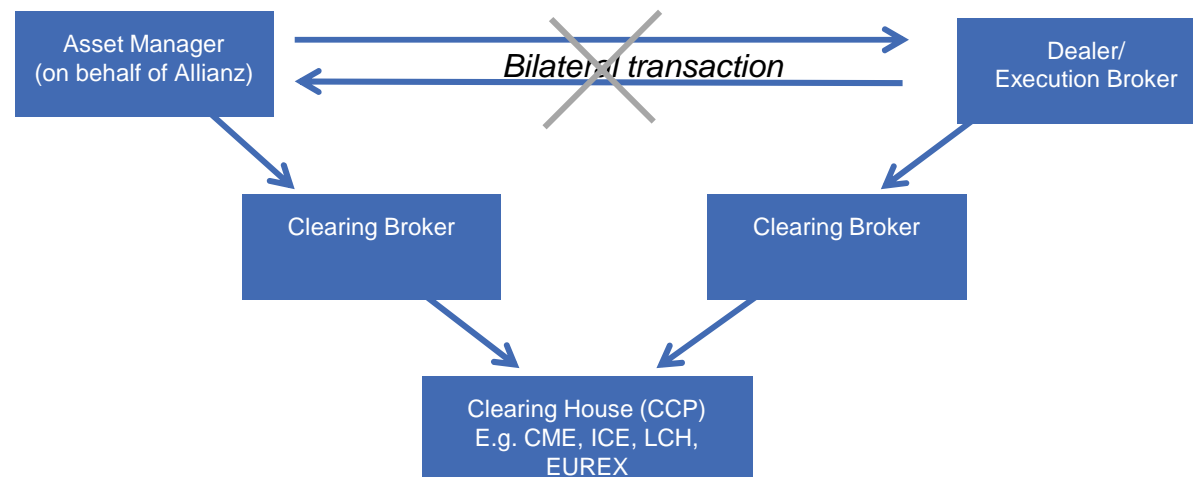 Asset Manager
(on behalf of Allianz)
Bilateral transaction
Dealer/
Execution Broker
Clearing Broker
Clearing Broker
Clearing House (CCP)
E.g. CME, ICE, LCH,
EUREX